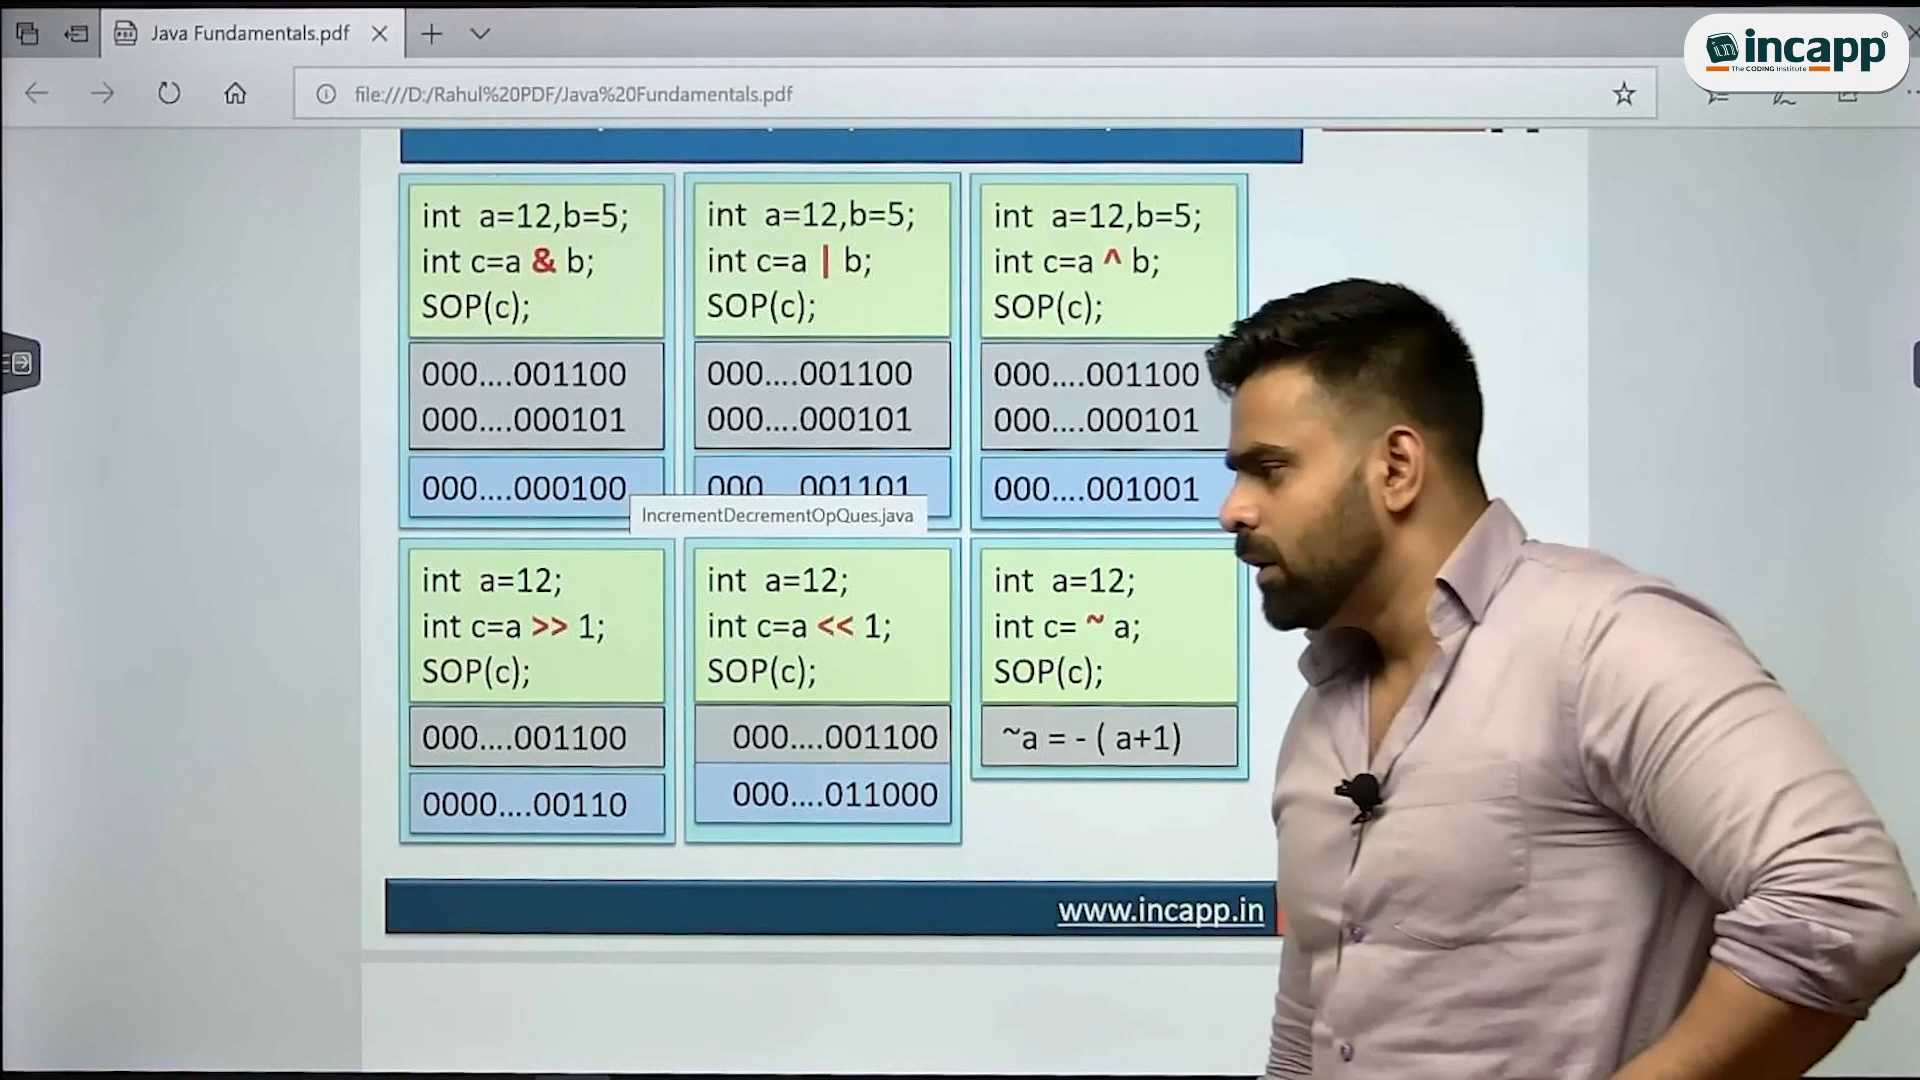 Java Fundamentals.pdf
incapp
The CODING Institute
file:///D:/Rahul%20PDF/Java%20Fundamentals.pdf
int a=12,b=5;
int c=a & b;
SOP(c);
000....001100
000....000101
000....000100
int a=12,b=5;
int c=a | b;
SOP(c);
000....001100
000....000101
000....001101
int a=12,b=5;
int c=a ^ b;
SOP(c);
000....001100
000....000101
000....001001
IncrementDecrementOpQues.java
int a=12;
int c=a >> 1;
SOP(c);
000....001100
0000....00110
int a=12;
int c=a << 1;
SOP(c);
000....001100
000....011000
int a=12;
int c= ~ a;
SOP(c);
~a = - ( a+1)
www.incapp.in